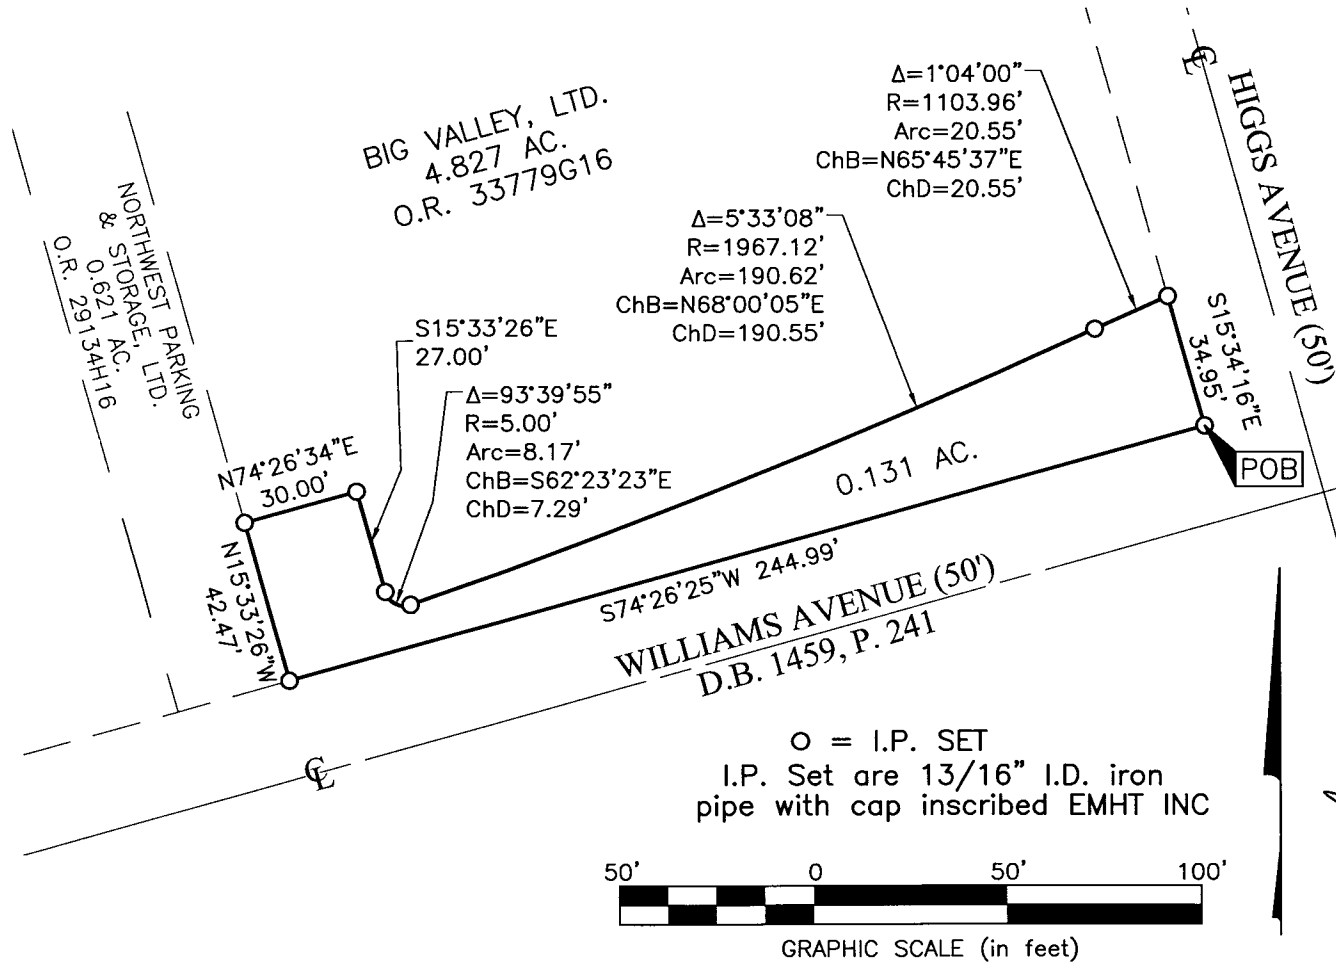 BIG VALLEY, LTD.
4.827 AC.
O.R. 33779G16
Δ=1°04'00"
R=1103.96'
Arc=20.55'
ChB=N65°45'37"E
ChD=20.55'
℄
HIGGS AVENUE (50')
NORTHWEST PARKING
& STORAGE, LTD.
0.621 AC.
O.R. 29134H16
Δ=5°33'08"
R=1967.12'
Arc=190.62'
ChB=N68°00'05"E
ChD=190.55'
S15°33'26"E
27.00'
Δ=93°39'55"
R=5.00'
Arc=8.17'
ChB=S62°23'23"E
ChD=7.29'
S15°34'16"E
34.95'
N74°26'34"E
30.00'
0.131 AC.
POB
N15°33'26"W
42.47'
S74°26'25"W 244.99'
WILLIAMS AVENUE (50')
D.B. 1459, P. 241
℄
O = I.P. SET
I.P. Set are 13/16" I.D. iron
pipe with cap inscribed EMHT INC
50' 0 50' 100'
GRAPHIC SCALE (in feet)